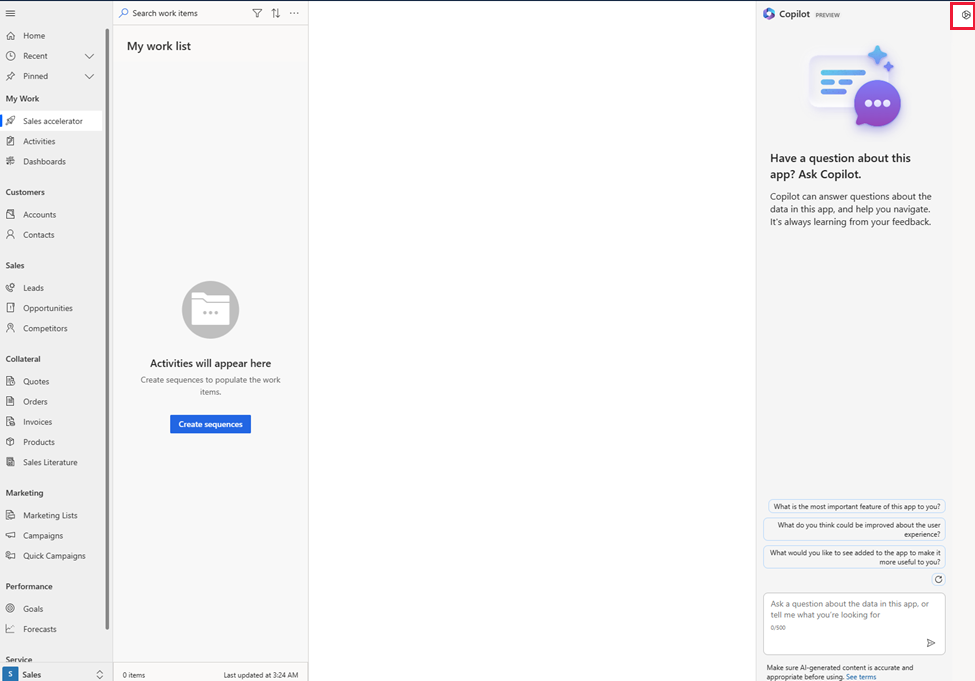 Home
Recent
Pinned
My Work
Sales accelerator
Activities
Dashboards
Customers
Accounts
Contacts
Sales
Leads
Opportunities
Competitors
Collateral
Quotes
Orders
Invoices
Products
Sales Literature
Marketing
Marketing Lists
Campaigns
Quick Campaigns
Performance
Goals
Forecasts
Service
S Sales
Search work items
My work list
Activities will appear here
Create sequences to populate the work
items.
Create sequences
0 items
Last updated at 3:24 AM
Copilot PREVIEW
Have a question about this
app? Ask Copilot.
Copilot can answer questions about the
data in this app, and help you navigate.
It's always learning from your feedback.
What is the most important feature of this app to you?
What do you think could be improved about the user
experience?
What would you like to see added to the app to make it
more useful to you?
Ask a question about the data in this app, or
tell me what you're looking for
0/500
Make sure AI-generated content is accurate and
appropriate before using. See terms